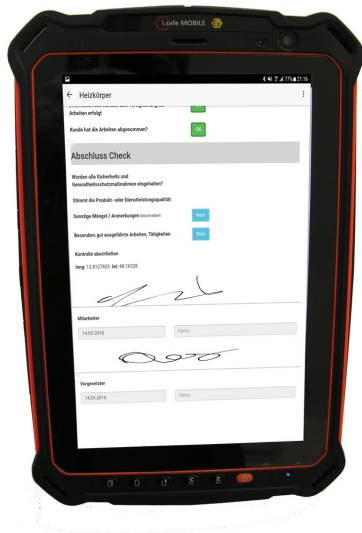 i.safe MOBILE Ex
77% 21:16
← Heizkörper
Arbeiten erfolgt
OK
Kunde hat die Arbeiten abgenommen?
OK
Abschluss Check
Wurden alle Sicherheits und
Gesundheitsschutzmaßnahmen eingehalten?
Stimmt die Produkt- oder Dienstleistungsqualität
Sonstige Mängel / Anmerkungen beschreiben
Nein
Besonders gut ausgeführte Arbeiten, Tätigkeiten
Nein
Kontrolle abschließen
long: 12.8127823 lat: 48.16328
Mitarbeiter
14.03.2018
Name
Vorgesetzter
14.03.2018
Name